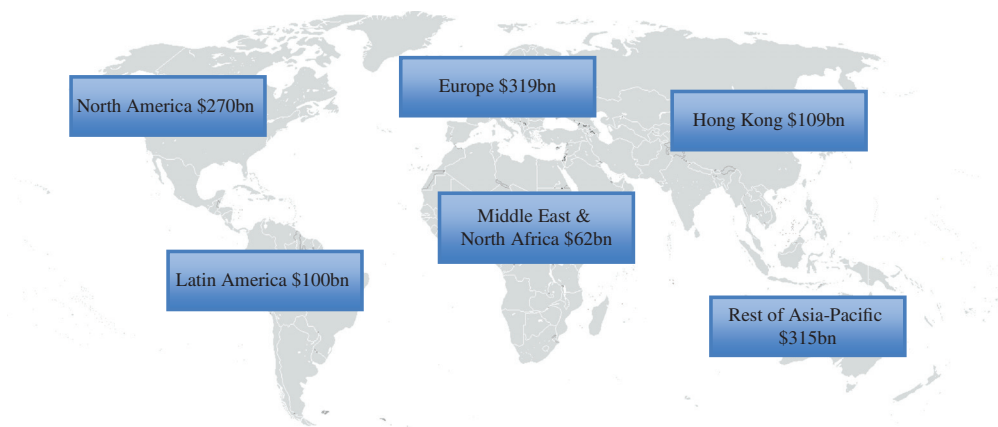 North America $270bn
Europe $319bn
Hong Kong $109bn
Middle East &
North Africa $62bn
Latin America $100bn
Rest of Asia-Pacific
$315bn